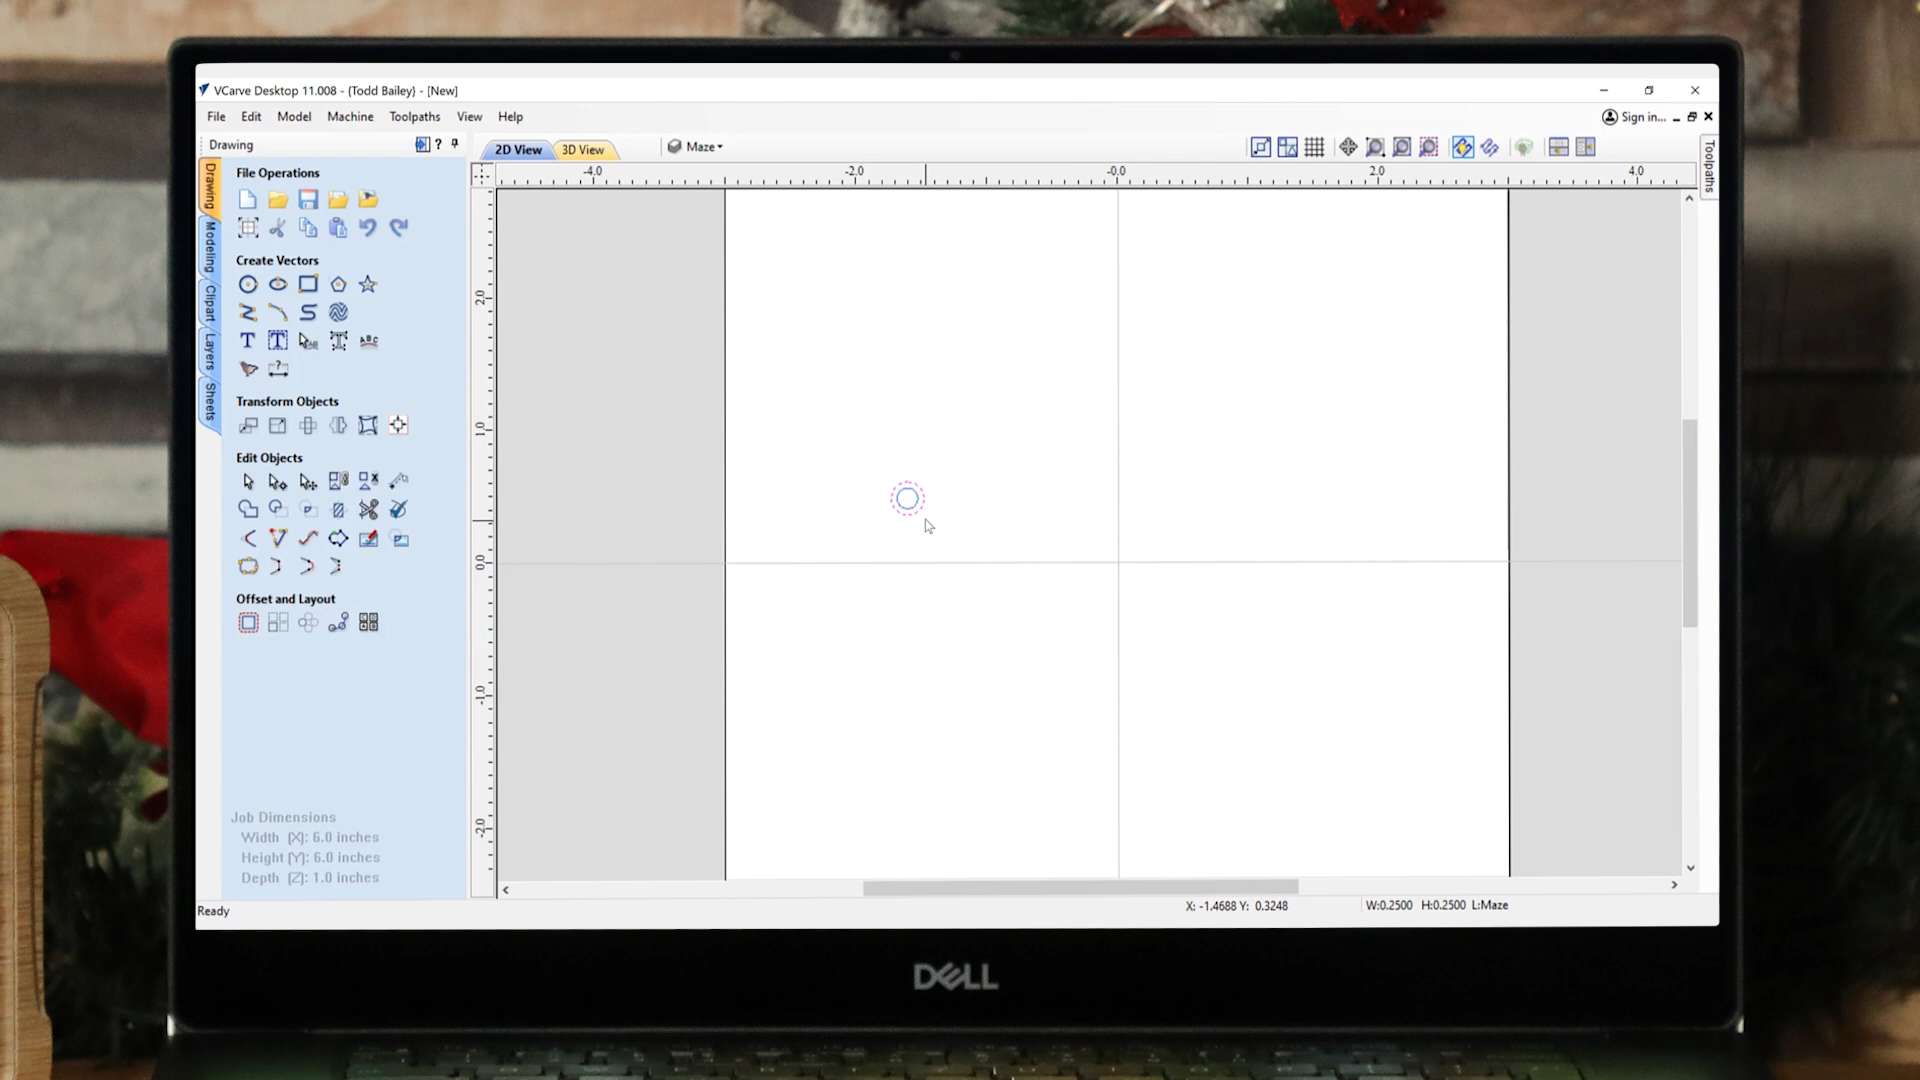 VCarve Desktop 11.008 - {Todd Bailey} - [New]
File Edit Model Machine Toolpaths View Help
Sign in...
Drawing
?
2D View
3D View
Maze
Toolpaths
-4.0
-2.0
-0.0
2.0
4.0
Drawing
Modeling
Clipart
Layers
Sheets
File Operations
Create Vectors
T
T
T
ABC
?
Transform Objects
Edit Objects
Offset and Layout
2.0
1.0
0.0
-1.0
-2.0
Job Dimensions
Width (X): 6.0 inches
Height (Y): 6.0 inches
Depth (Z): 1.0 inches
Ready
X: -1.4688 Y: 0.3248
W:0.2500 H:0.2500 L:Maze
DELL